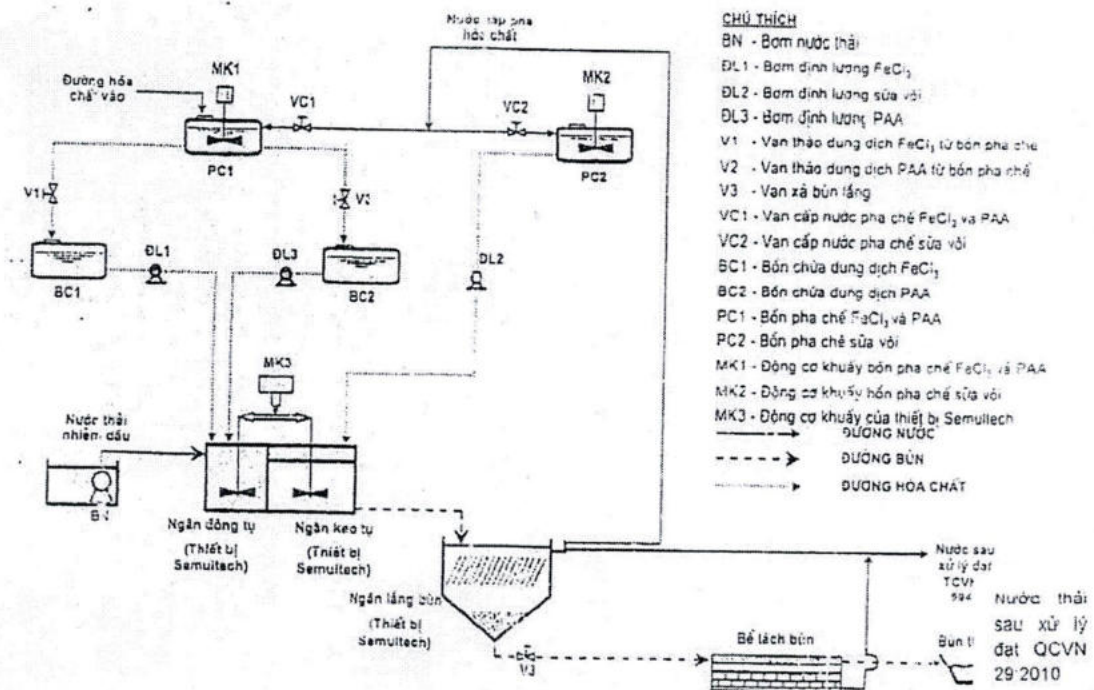 Nước cấp pha
hóa chất
Đường hóa
chất vào
MK1
VC1
VC2
MK2
PC1
PC2
V1
V2
ĐL1
ĐL3
ĐL2
BC1
BC2
MK3
Nước thải
nhiễm dầu
BN
Ngăn đông tụ
(Thiết bị
Semultech)
Ngăn keo tụ
(Thiết bị
Semultech)
Ngăn lắng bùn
(Thiết bị
Semultech)
V3
Bể tách bùn
Nước sau
xử lý đạt
Bùn
Nước thải
sau xử lý
đạt QCVN
29:2010
CHÚ THÍCH
BN - Bơm nước thải
ĐL1 - Bơm định lượng FeCl₃
ĐL2 - Bơm định lượng sữa vôi
ĐL3 - Bơm định lượng PAA
V1 - Van tháo dung dịch FeCl₃ từ bồn pha chế
V2 - Van tháo dung dịch PAA từ bồn pha chế
V3 - Van xả bùn lắng
VC1 - Van cấp nước pha chế FeCl₃ và PAA
VC2 - Van cấp nước pha chế sữa vôi
BC1 - Bồn chứa dung dịch FeCl₃
BC2 - Bồn chứa dung dịch PAA
PC1 - Bồn pha chế FeCl₃ và PAA
PC2 - Bồn pha chế sữa vôi
MK1 - Động cơ khuấy bồn pha chế FeCl₃ và PAA
MK2 - Động cơ khuấy bồn pha chế sữa vôi
MK3 - Động cơ khuấy của thiết bị Semultech
ĐƯỜNG NƯỚC
ĐƯỜNG BÙN
ĐƯỜNG HÓA CHẤT